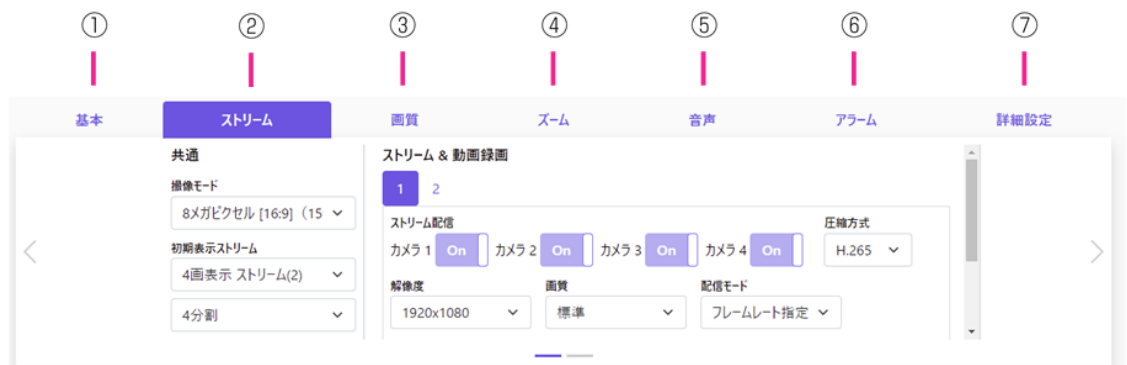 ① ② ③ ④ ⑤ ⑥ ⑦
基本 ストリーム 画質 ズーム 音声 アラーム 詳細設定
共通
撮像モード
8メガピクセル [16:9]（15
初期表示ストリーム
4画表示 ストリーム(2)
4分割
ストリーム & 動画録画
1 2
ストリーム配信
カメラ 1 On カメラ 2 On カメラ 3 On カメラ 4 On
圧縮方式
H.265
解像度
1920x1080
画質
標準
配信モード
フレームレート指定